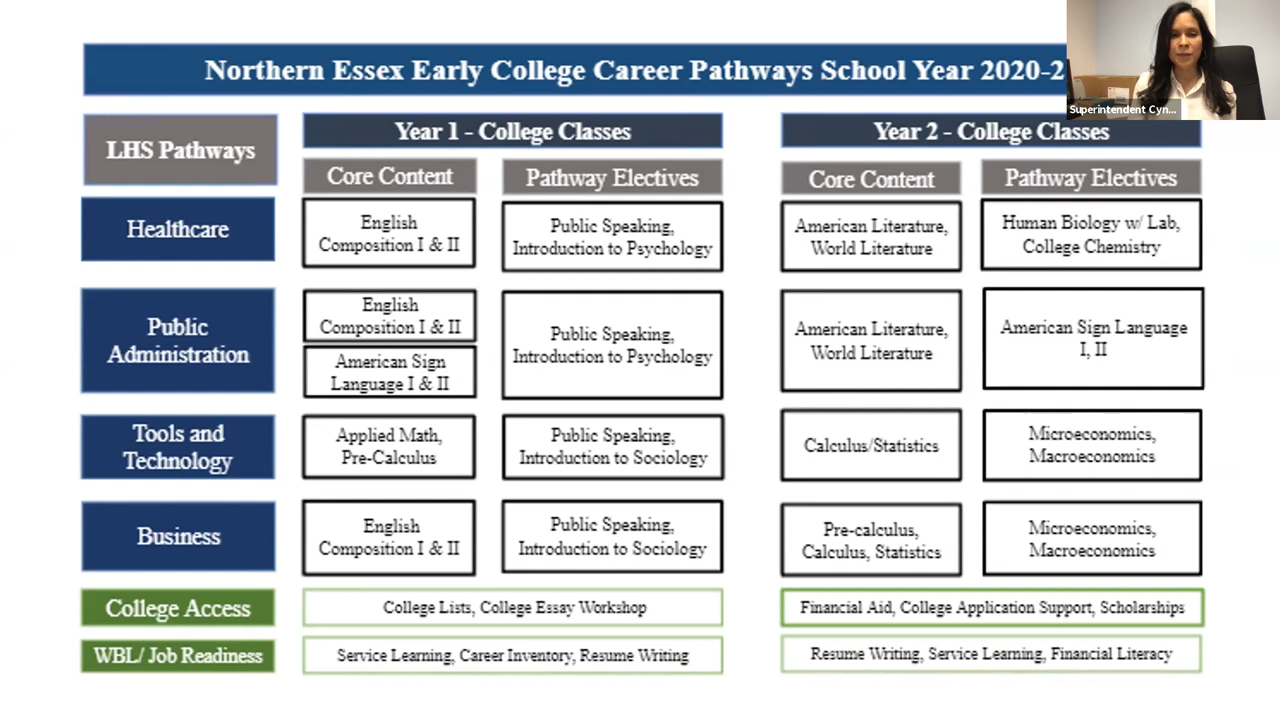 Northern Essex Early College Career Pathways School Year 2020-2
Superintendent Cyn...
LHS Pathways
Year 1 - College Classes
Year 2 - College Classes
Core Content
Pathway Electives
Core Content
Pathway Electives
Healthcare
English
Composition I & II
Public Speaking,
Introduction to Psychology
American Literature,
World Literature
Human Biology w/ Lab,
College Chemistry
Public
Administration
English
Composition I & II
American Sign
Language I & II
Public Speaking,
Introduction to Psychology
American Literature,
World Literature
American Sign Language
I, II
Tools and
Technology
Applied Math,
Pre-Calculus
Public Speaking,
Introduction to Sociology
Calculus/Statistics
Microeconomics,
Macroeconomics
Business
English
Composition I & II
Public Speaking,
Introduction to Sociology
Pre-calculus,
Calculus, Statistics
Microeconomics,
Macroeconomics
College Access
College Lists, College Essay Workshop
Financial Aid, College Application Support, Scholarships
WBL/ Job Readiness
Service Learning, Career Inventory, Resume Writing
Resume Writing, Service Learning, Financial Literacy